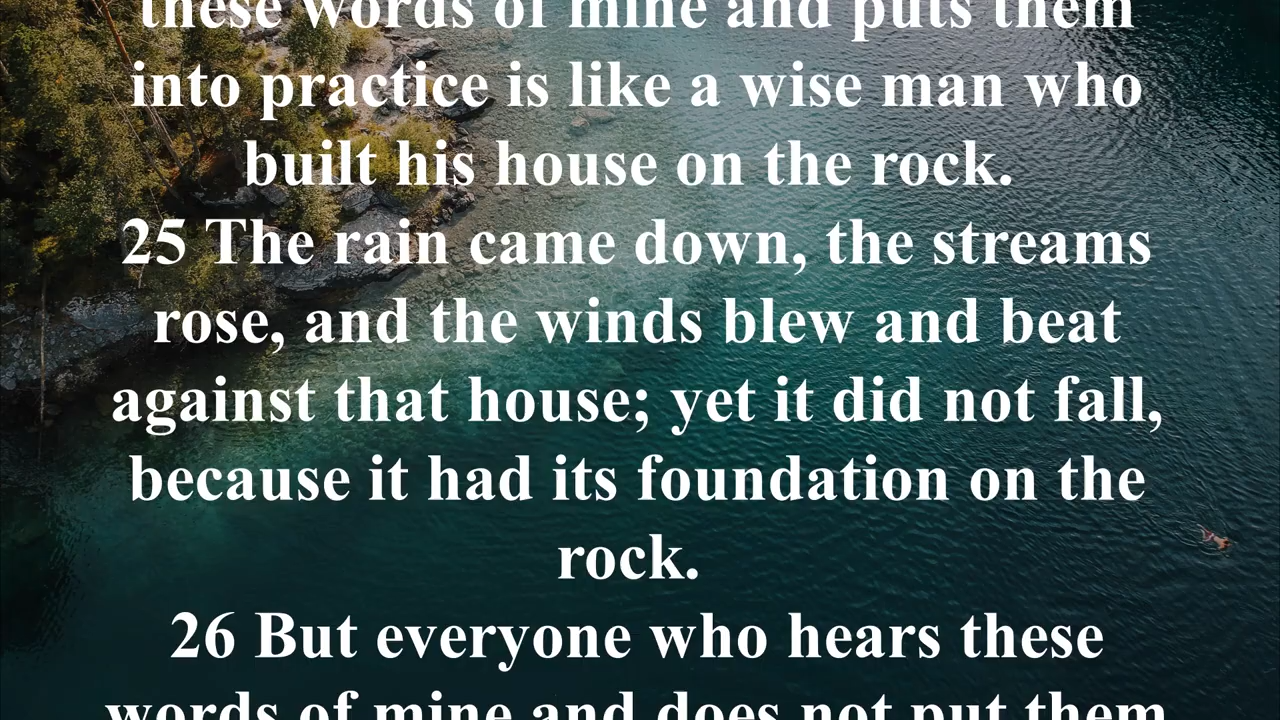 these words of mine and puts them
into practice is like a wise man who
built his house on the rock.
25 The rain came down, the streams
rose, and the winds blew and beat
against that house; yet it did not fall,
because it had its foundation on the
rock.
26 But everyone who hears these
words of mine and does not put them